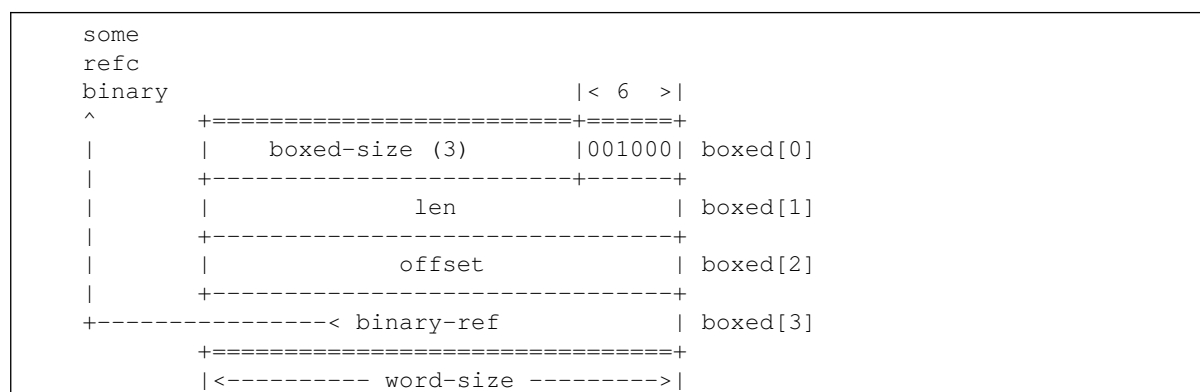 some
refc
binary                            |< 6  >|
^       +=========================+======+
|       |    boxed-size (3)       |001000| boxed[0]
|       +-------------------------+------+
|       |              len               | boxed[1]
|       +--------------------------------+
|       |             offset             | boxed[2]
|       +--------------------------------+
+----------------< binary-ref            | boxed[3]
        +================================+
        |<---------- word-size --------->|